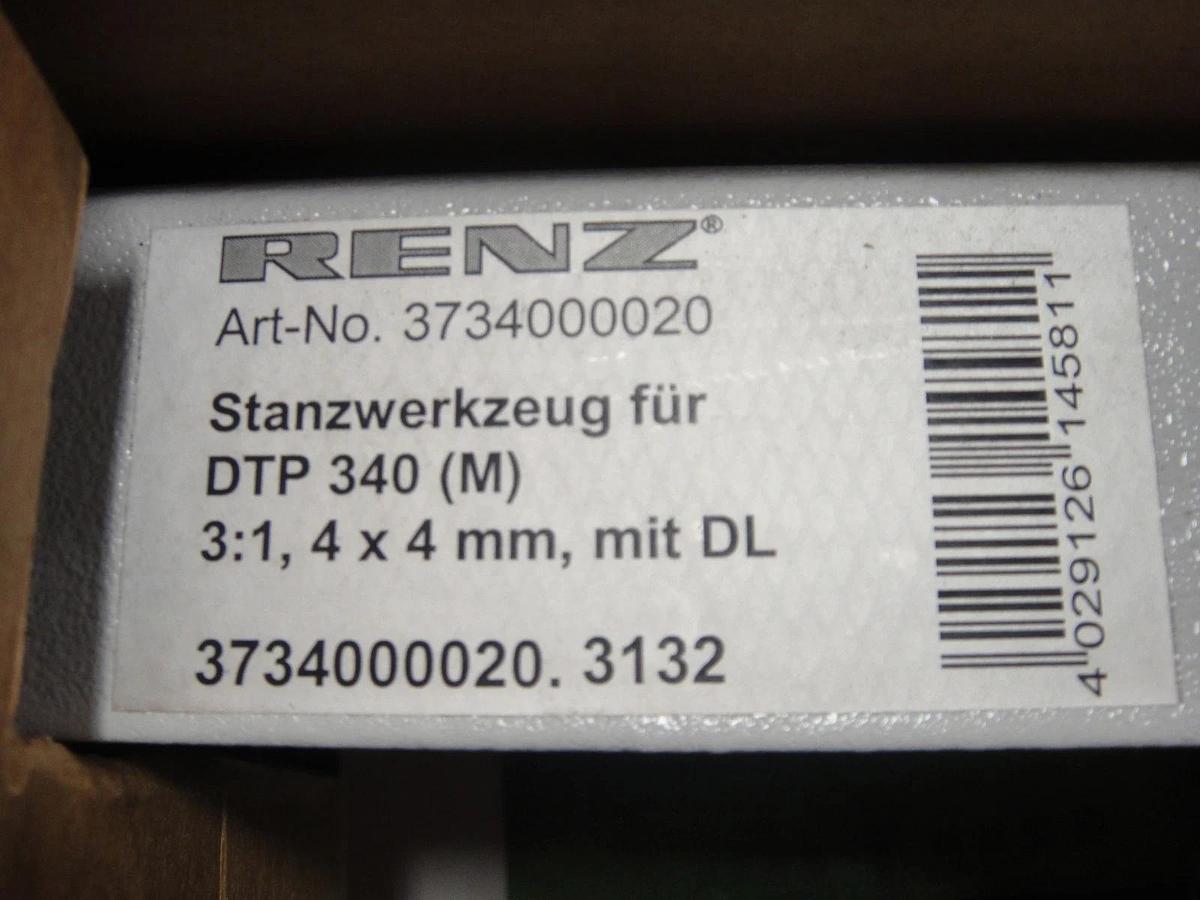 RENZ®
Art-No. 3734000020
Stanzwerkzeug für
DTP 340 (M)
3:1, 4 x 4 mm, mit DL
3734000020. 3132
4 029126 145811